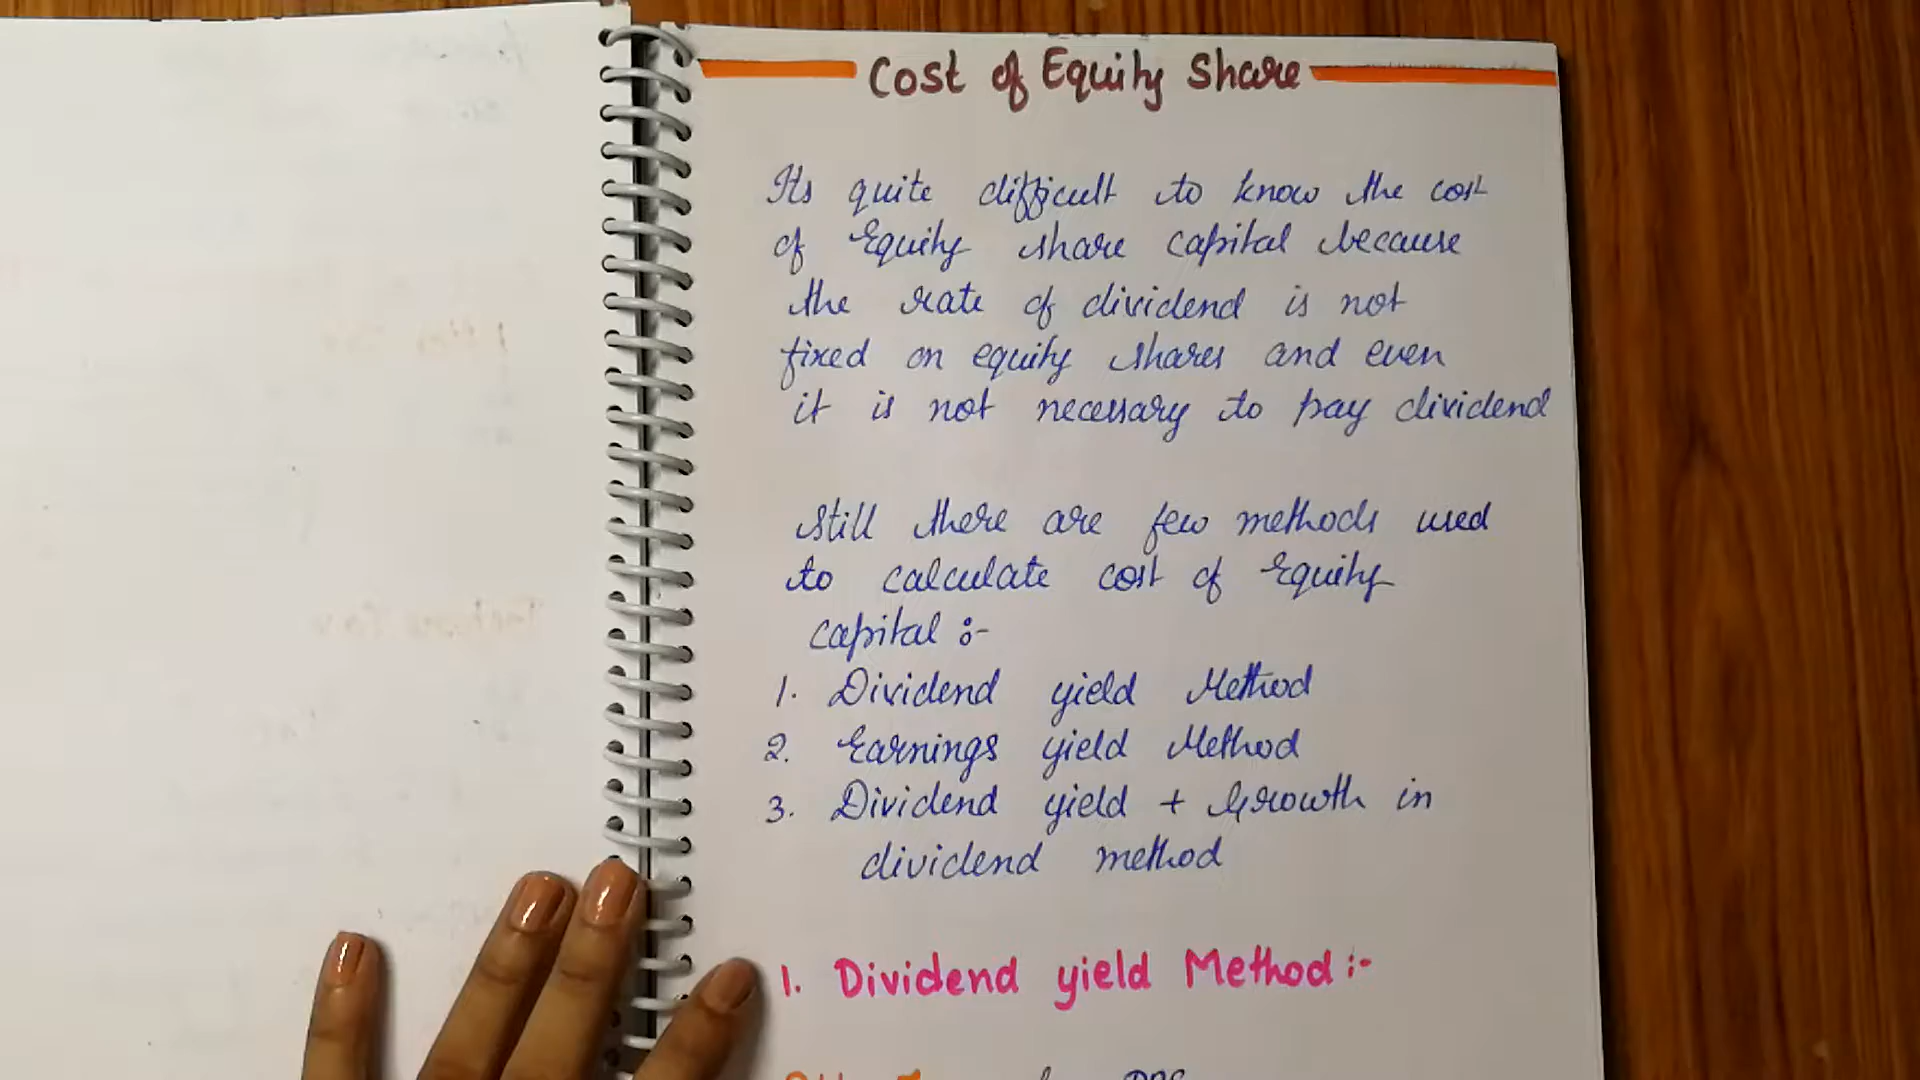 Cost of Equity Share
Its quite difficult to know the cost
of Equity share capital because
the rate of dividend is not
fixed on equity shares and even
it is not necessary to pay dividend
Still there are few methods used
to calculate cost of Equity
capital :-
1. Dividend yield Method
2. Earnings yield Method
3. Dividend yield + Growth in
dividend method
1. Dividend yield Method :-